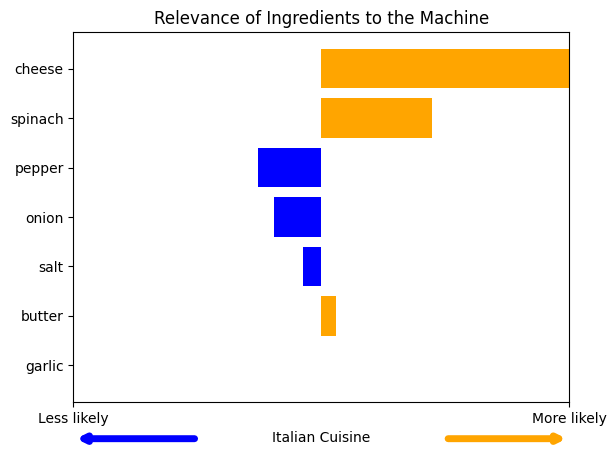 Relevance of Ingredients to the Machine
cheese
spinach
pepper
onion
salt
butter
garlic
Less likely
More likely
Italian Cuisine